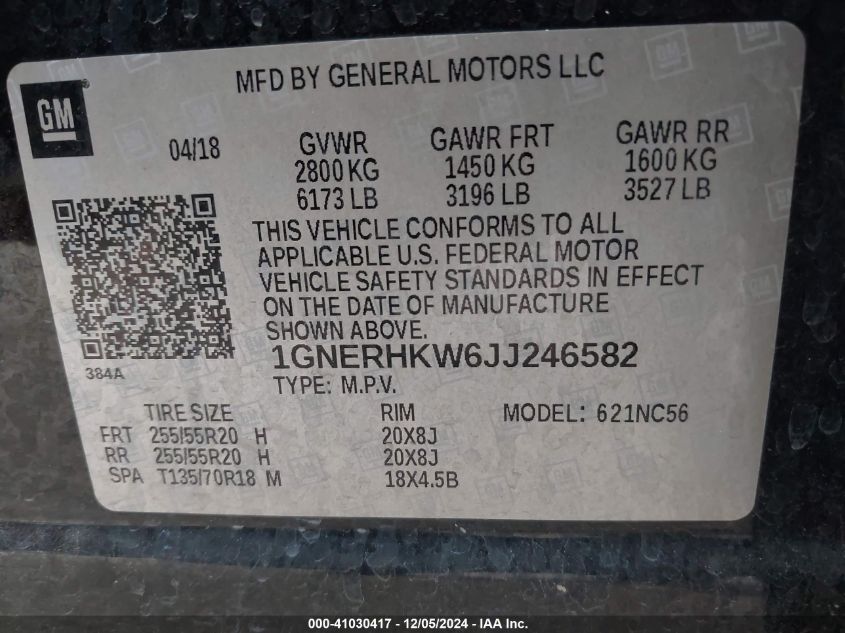 GM
MFD BY GENERAL MOTORS LLC
04/18
GVWR GAWR FRT GAWR RR
2800 KG 1450 KG 1600 KG
6173 LB 3196 LB 3527 LB
THIS VEHICLE CONFORMS TO ALL
APPLICABLE U.S. FEDERAL MOTOR
VEHICLE SAFETY STANDARDS IN EFFECT
ON THE DATE OF MANUFACTURE
SHOWN ABOVE.
384A
1GNERHKW6JJ246582
TYPE: M.P.V.
TIRE SIZE RIM MODEL: 621NC56
FRT 255/55R20 H 20X8J
RR 255/55R20 H 20X8J
SPA T135/70R18 M 18X4.5B
000-41030417 - 12/05/2024 - IAA Inc.